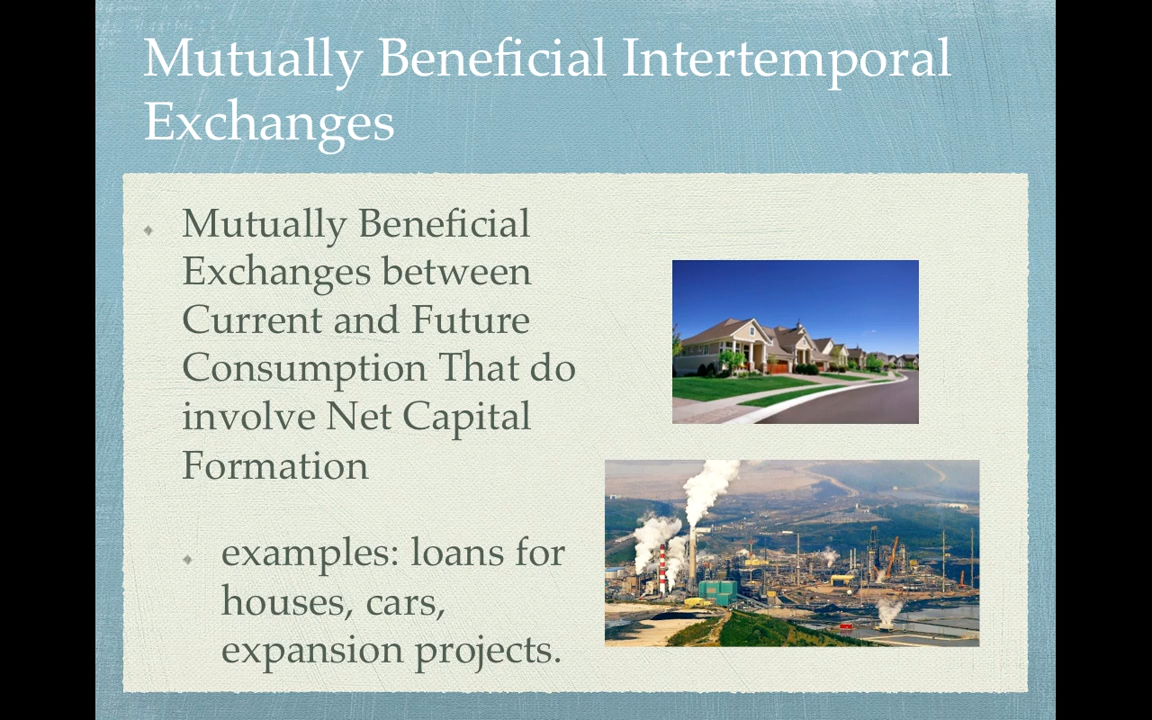 Mutually Beneficial Intertemporal
Exchanges
Mutually Beneficial
Exchanges between
Current and Future
Consumption That do
involve Net Capital
Formation
examples: loans for
houses, cars,
expansion projects.